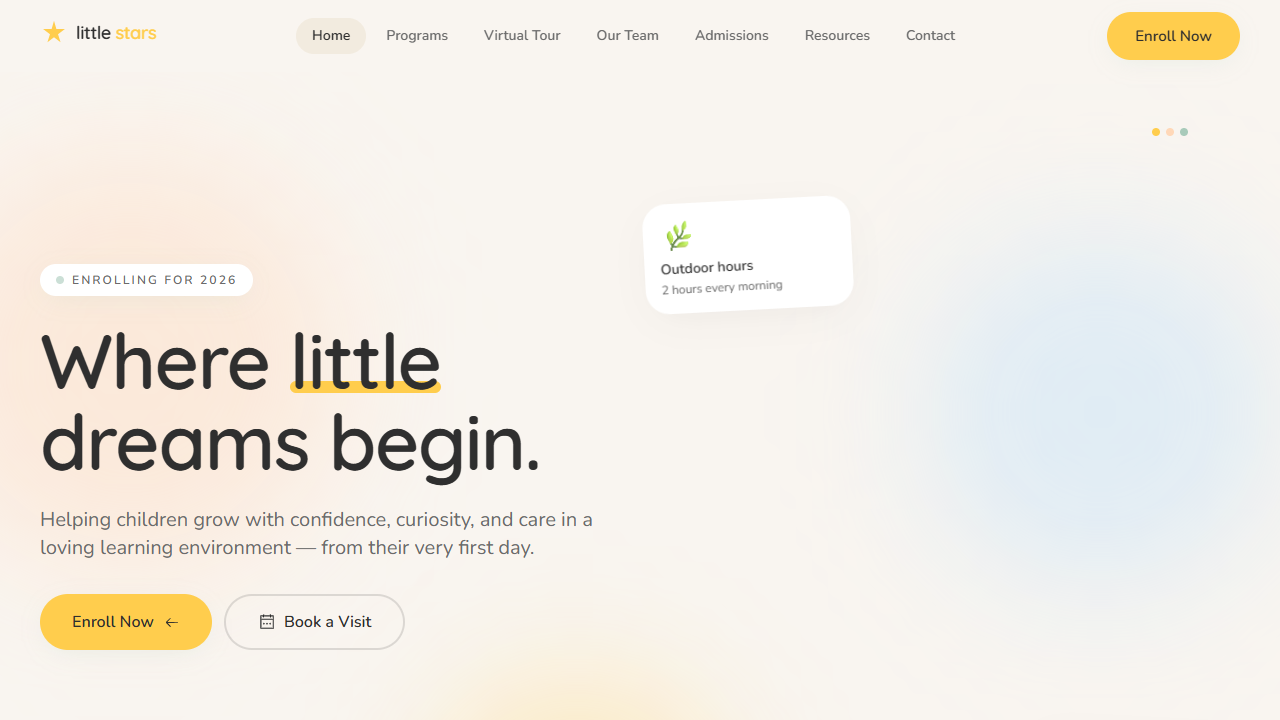 little stars
Home
Programs
Virtual Tour
Our Team
Admissions
Resources
Contact
Enroll Now
Outdoor hours
2 hours every morning
ENROLLING FOR 2026
Where little
dreams begin.
Helping children grow with confidence, curiosity, and care in a
loving learning environment — from their very first day.
Enroll Now ←
Book a Visit